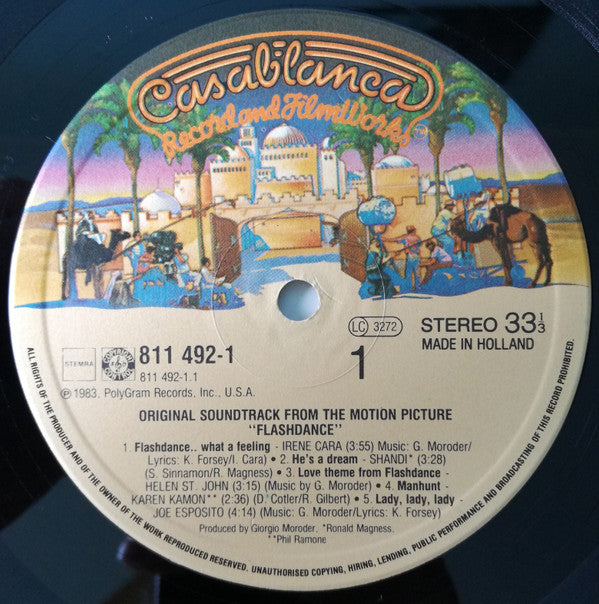 Casablanca
Record and FilmWorks
TM
LC 3272
STEREO 33 1/3
MADE IN HOLLAND
STEMRA
COPYRIGHT CONTROL
811 492-1
811 492-1.1
1
℗ 1983, PolyGram Records, Inc., U.S.A.
ORIGINAL SOUNDTRACK FROM THE MOTION PICTURE
"FLASHDANCE"
1. Flashdance.. what a feeling - IRENE CARA (3:55) Music: G. Moroder/
Lyrics: K. Forsey/I. Cara) • 2. He's a dream - SHANDI* (3:28)
(S. Sinnamon/R. Magness) • 3. Love theme from Flashdance -
HELEN ST. JOHN (3:15) (Music by G. Moroder) • 4. Manhunt -
KAREN KAMON** (2:36) (D. Cotler/R. Gilbert) • 5. Lady, lady, lady -
JOE ESPOSITO (4:14) (Music: G. Moroder/Lyrics: K. Forsey)
Produced by Giorgio Moroder, *Ronald Magness,
**Phil Ramone
ALL RIGHTS OF THE PRODUCER AND OF THE OWNER OF THE WORK REPRODUCED RESERVED. UNAUTHORISED COPYING, HIRING, LENDING, PUBLIC PERFORMANCE AND BROADCASTING OF THIS RECORD PROHIBITED.